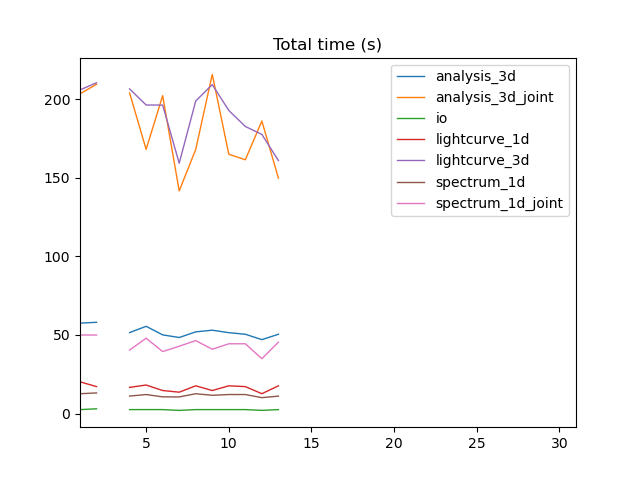 Total time (s)
200
150
100
50
0
5
10
15
20
25
30
analysis_3d
analysis_3d_joint
io
lightcurve_1d
lightcurve_3d
spectrum_1d
spectrum_1d_joint